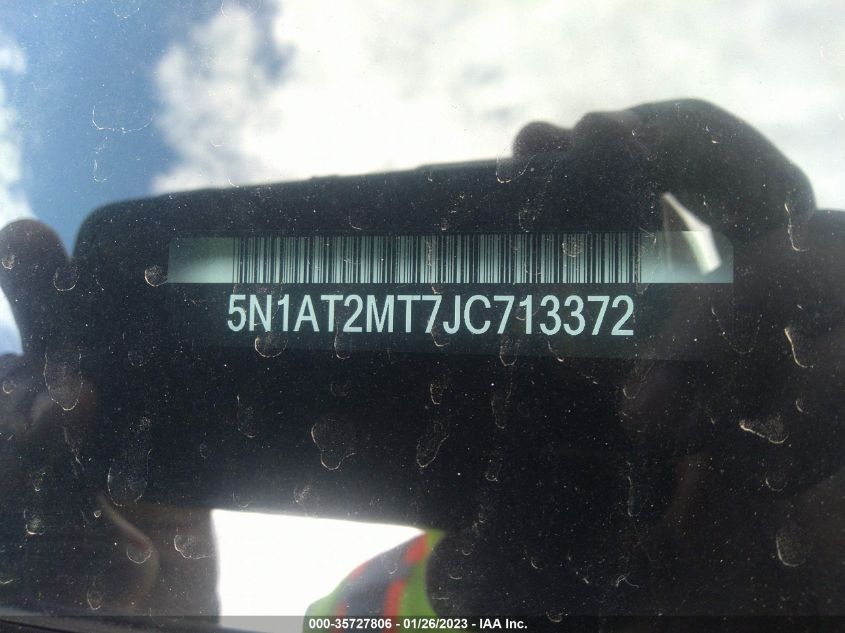 5N1AT2MT7JC713372
000-35727806 - 01/26/2023 - IAA Inc.